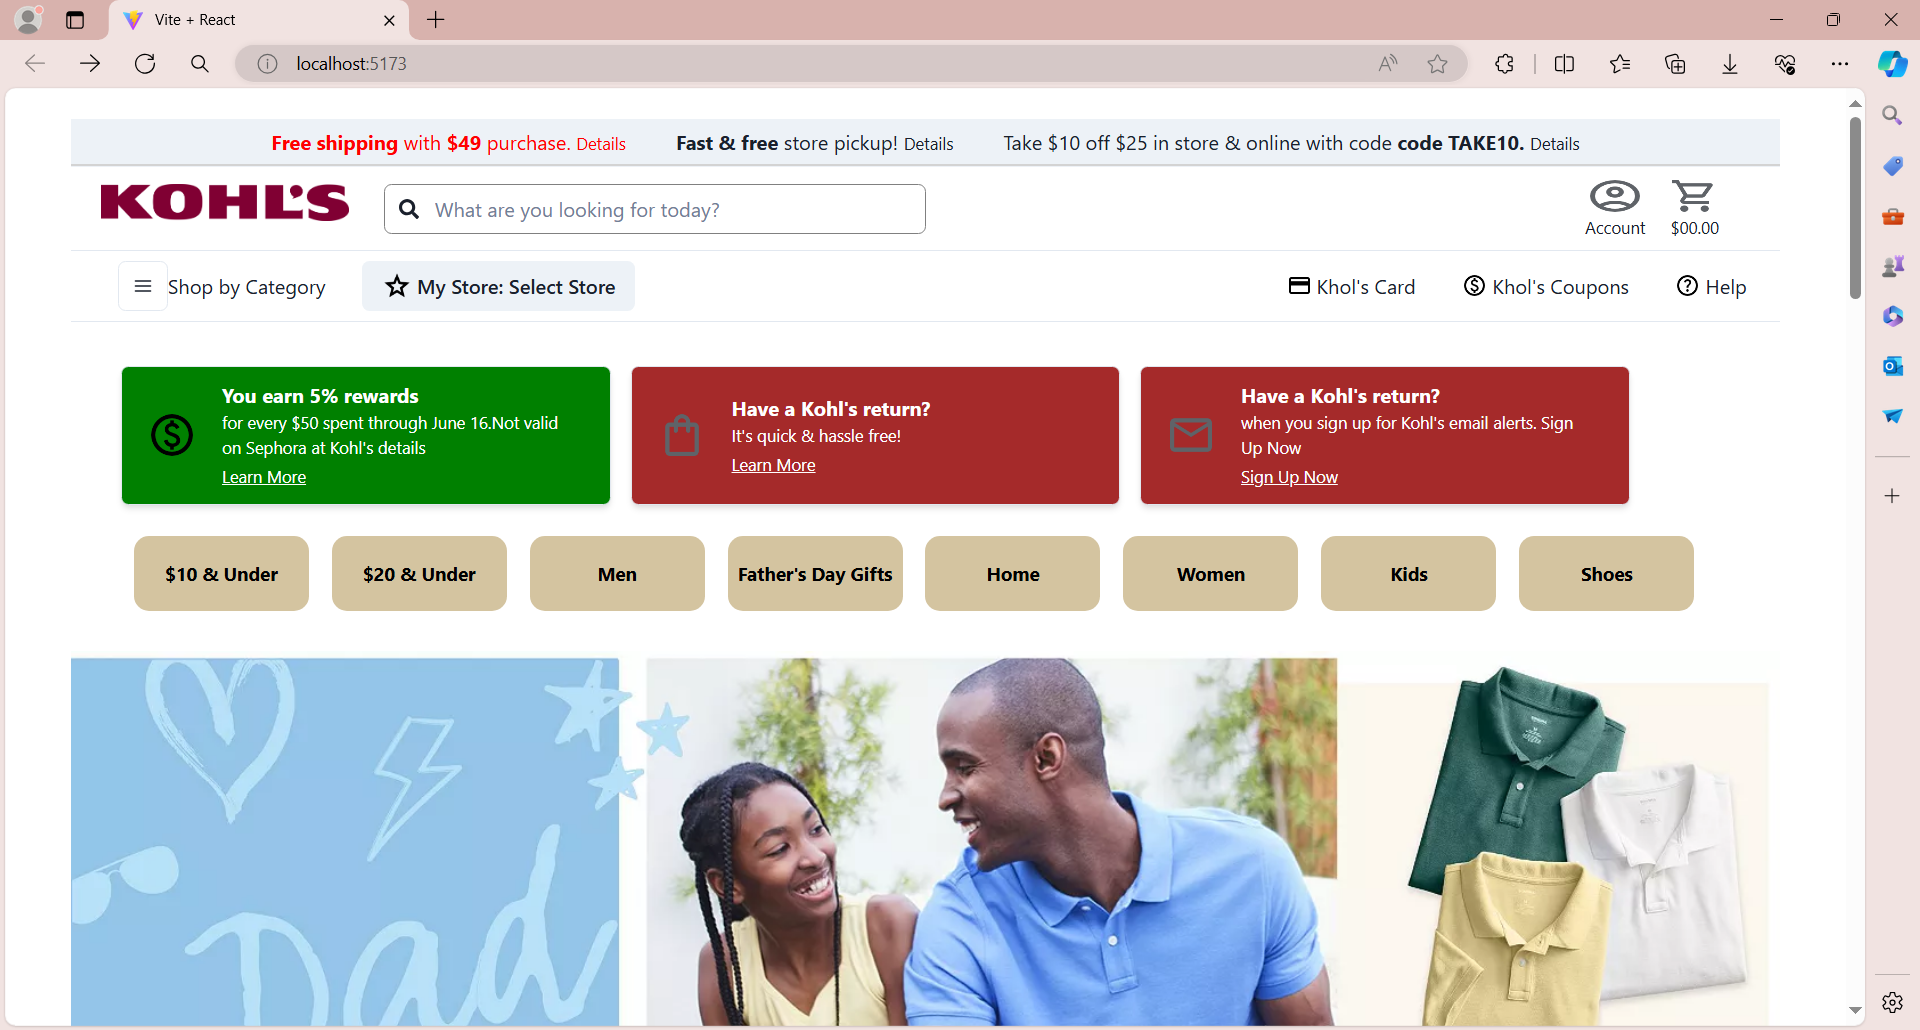 Vite + React
localhost:5173
Free shipping with $49 purchase. Details
Fast & free store pickup! Details
Take $10 off $25 in store & online with code code TAKE10. Details
KOHL'S
What are you looking for today?
Account
$00.00
Shop by Category
My Store: Select Store
Khol's Card
Khol's Coupons
Help
You earn 5% rewards
for every $50 spent through June 16.Not valid
on Sephora at Kohl's details
Learn More
Have a Kohl's return?
It's quick & hassle free!
Learn More
Have a Kohl's return?
when you sign up for Kohl's email alerts. Sign
Up Now
Sign Up Now
$10 & Under
$20 & Under
Men
Father's Day Gifts
Home
Women
Kids
Shoes
Dad